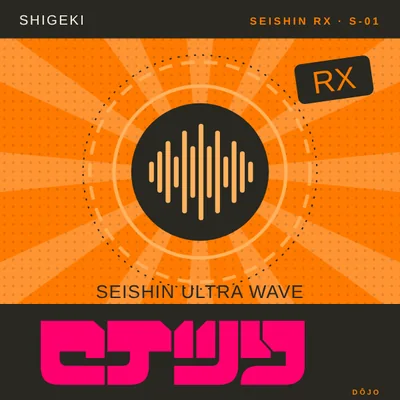 SHIGEKI
SEISHIN RX · S-01
RX
SEISHIN ULTRA WAVE
DŌJO